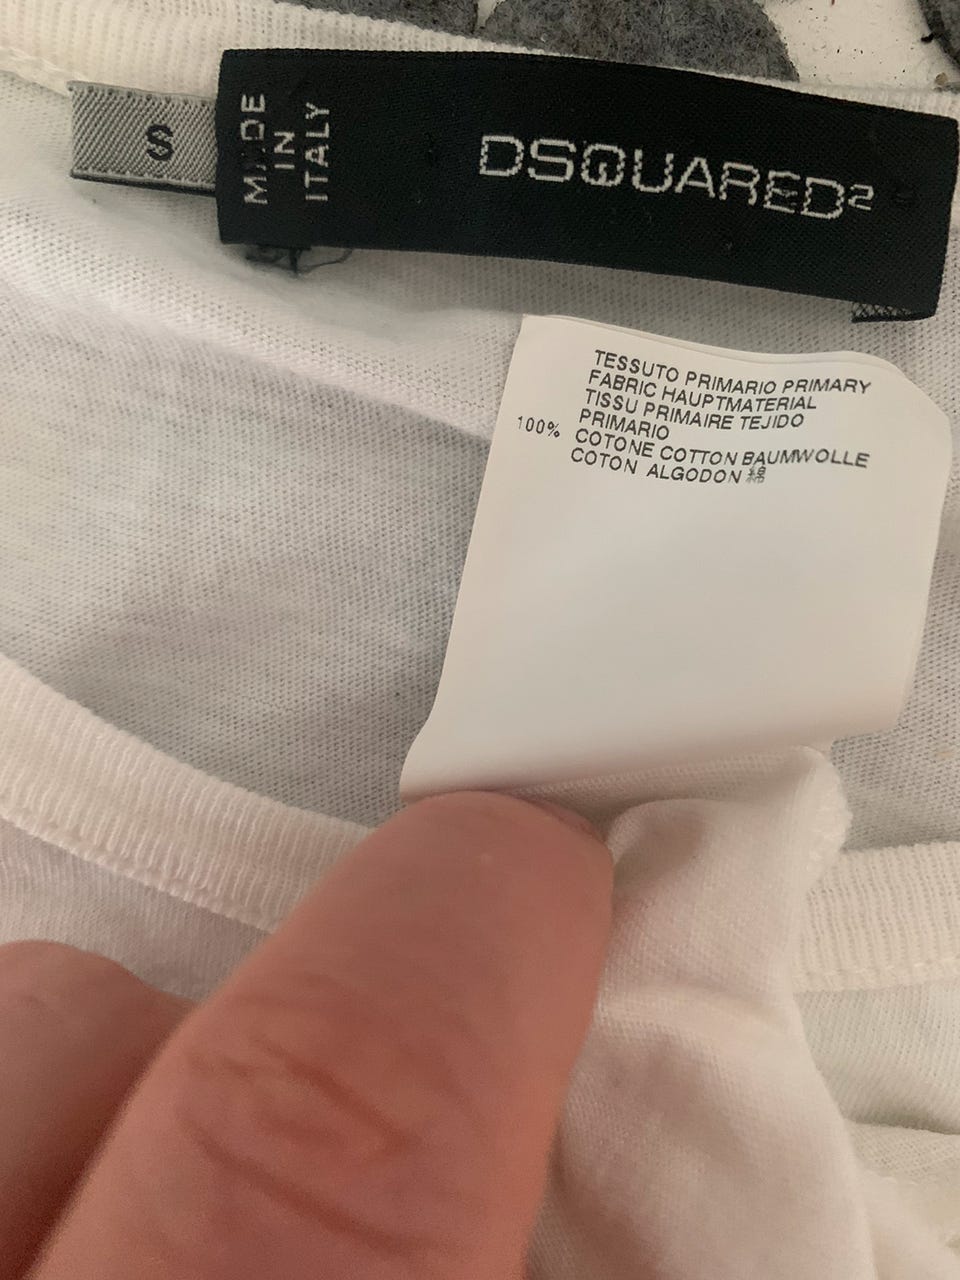 S
MADE
IN
ITALY
DSQUARED²
TESSUTO PRIMARIO PRIMARY
FABRIC HAUPTMATERIAL
TISSU PRIMAIRE TEJIDO
PRIMARIO
100% COTONE COTTON BAUMWOLLE
COTON ALGODON 綿